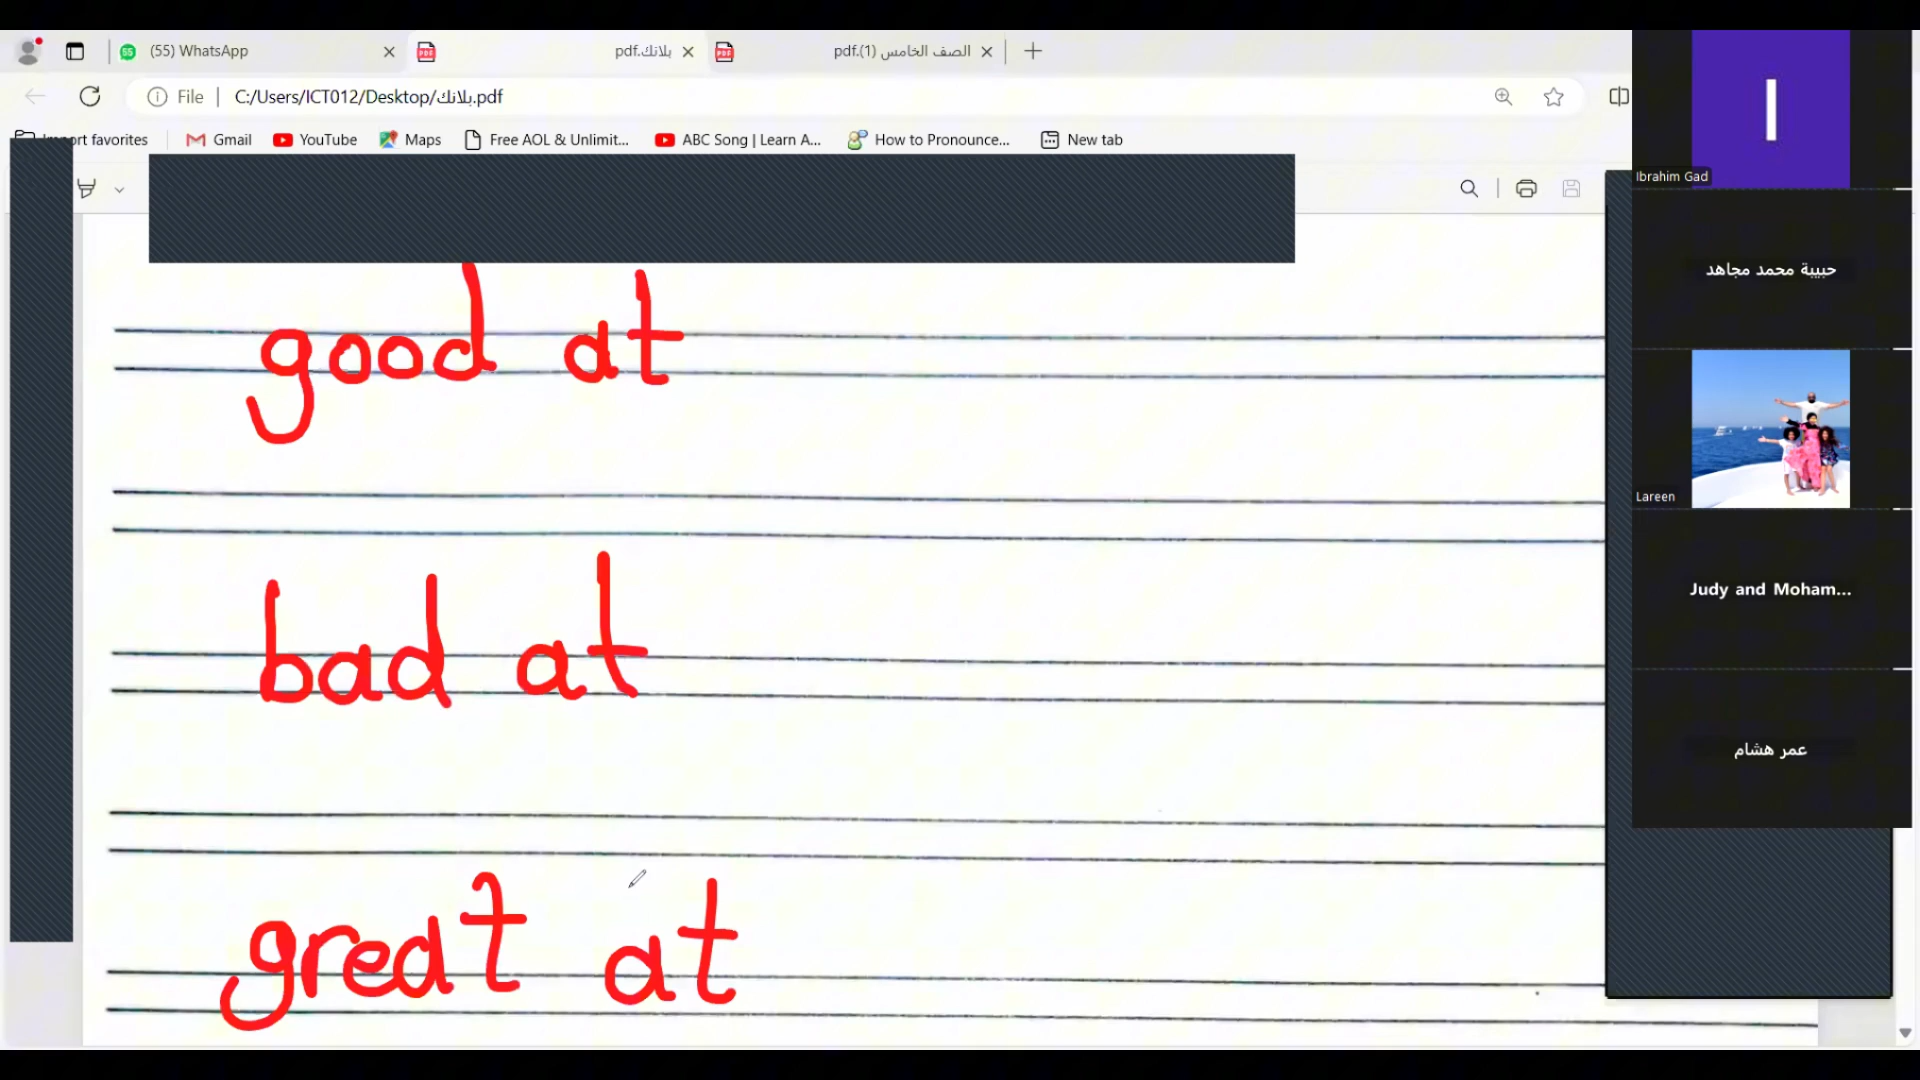 (55) WhatsApp
بلانك.pdf
الصف الخامس (1).pdf
File
C:/Users/ICT012/Desktop/بلانك.pdf
Import favorites
Gmail
YouTube
Maps
Free AOL & Unlimit...
ABC Song | Learn A...
How to Pronounce...
New tab
I
Ibrahim Gad
حبيبة محمد مجاهد
Lareen
Judy and Moham...
عمر هشام
good at
bad at
great at